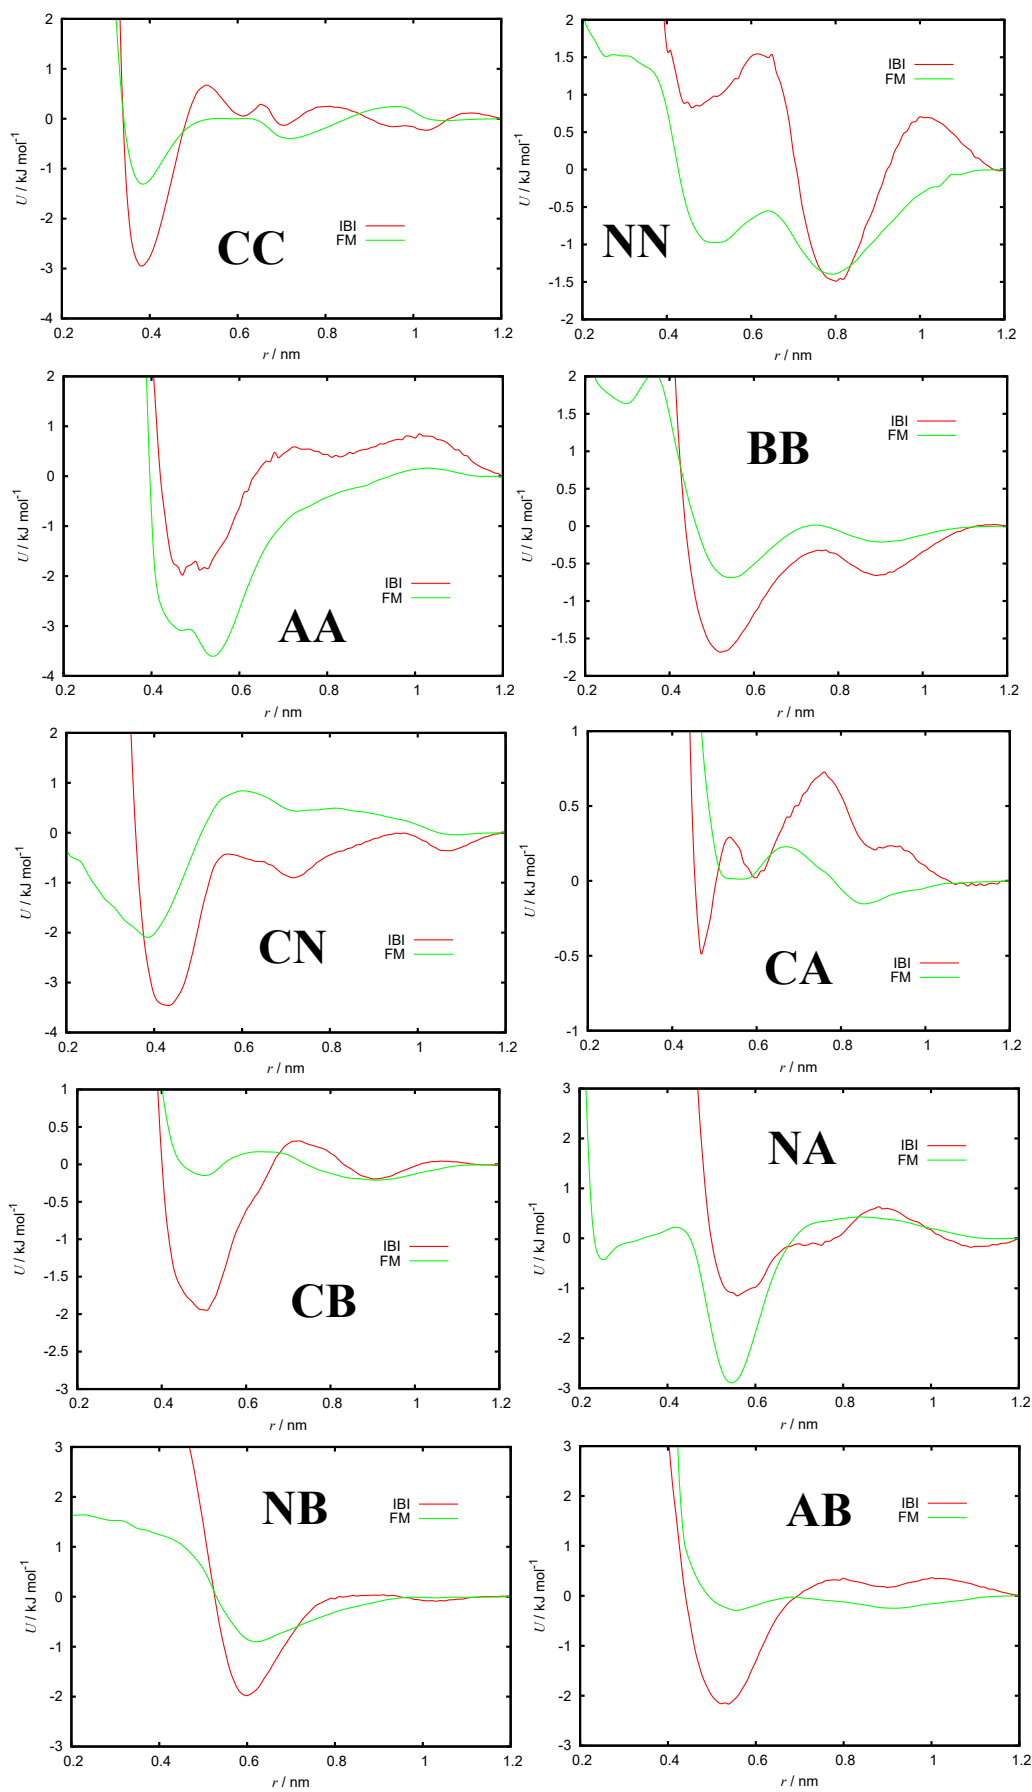 2
1
0
-1
-2
-3
-4
0.2
0.4
0.6
0.8
1
1.2
U / kJ mol⁻¹
r / nm
IBI
FM
CC
2
1.5
1
0.5
0
-0.5
-1
-1.5
-2
0.2
0.4
0.6
0.8
1
1.2
U / kJ mol⁻¹
r / nm
IBI
FM
NN
2
1
0
-1
-2
-3
-4
0.2
0.4
0.6
0.8
1
1.2
U / kJ mol⁻¹
r / nm
IBI
FM
AA
2
1.5
1
0.5
0
-0.5
-1
-1.5
-2
0.2
0.4
0.6
0.8
1
1.2
U / kJ mol⁻¹
r / nm
IBI
FM
BB
2
1
0
-1
-2
-3
-4
0.2
0.4
0.6
0.8
1
1.2
U / kJ mol⁻¹
r / nm
IBI
FM
CN
1
0.5
0
-0.5
-1
0.2
0.4
0.6
0.8
1
1.2
U / kJ mol⁻¹
r / nm
IBI
FM
CA
1
0.5
0
-0.5
-1
-1.5
-2
-2.5
-3
0.2
0.4
0.6
0.8
1
1.2
U / kJ mol⁻¹
r / nm
IBI
FM
CB
3
2
1
0
-1
-2
-3
0.2
0.4
0.6
0.8
1
1.2
U / kJ mol⁻¹
r / nm
IBI
FM
NA
3
2
1
0
-1
-2
-3
0.2
0.4
0.6
0.8
1
1.2
U / kJ mol⁻¹
r / nm
IBI
FM
NB
3
2
1
0
-1
-2
-3
0.2
0.4
0.6
0.8
1
1.2
U / kJ mol⁻¹
r / nm
IBI
FM
AB